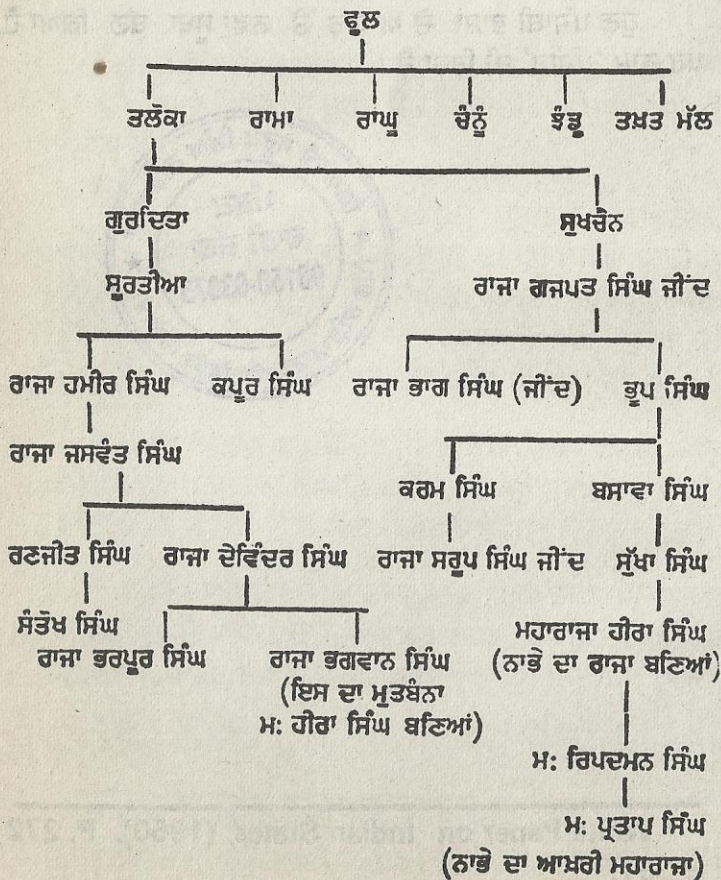 ਫੂਲ
ਤਲੋਕਾ ਰਾਮਾ ਰਾਘੂ ਚੰਨੂੰ ਝੰਡੂ ਤਖ਼ਤ ਮੱਲ
ਗੁਰਦਿਤਾ ਸੁਖਚੈਨ
ਸੂਰਤੀਆ ਰਾਜਾ ਗਜਪਤ ਸਿੰਘ ਜੀਂਦ
ਰਾਜਾ ਹਮੀਰ ਸਿੰਘ ਕਪੂਰ ਸਿੰਘ ਰਾਜਾ ਭਾਗ ਸਿੰਘ (ਜੀਂਦ) ਭੂਪ ਸਿੰਘ
ਰਾਜਾ ਜਸਵੰਤ ਸਿੰਘ
ਕਰਮ ਸਿੰਘ ਬਸਾਵਾ ਸਿੰਘ
ਰਣਜੀਤ ਸਿੰਘ ਰਾਜਾ ਦੇਵਿੰਦਰ ਸਿੰਘ ਰਾਜਾ ਸਰੂਪ ਸਿੰਘ ਜੀਂਦ ਸੁੱਖਾ ਸਿੰਘ
ਸੰਤੋਖ ਸਿੰਘ ਮਹਾਰਾਜਾ ਹੀਰਾ ਸਿੰਘ
ਰਾਜਾ ਭਰਪੂਰ ਸਿੰਘ ਰਾਜਾ ਭਗਵਾਨ ਸਿੰਘ (ਨਾਭੇ ਦਾ ਰਾਜਾ ਬਣਿਆਂ)
(ਇਸ ਦਾ ਮੁਤਬੰਨਾ
ਮ: ਹੀਰਾ ਸਿੰਘ ਬਣਿਆਂ)
ਮ: ਰਿਪਦਮਨ ਸਿੰਘ
ਮ: ਪ੍ਰਤਾਪ ਸਿੰਘ
(ਨਾਭੇ ਦਾ ਆਖ਼ਰੀ ਮਹਾਰਾਜਾ)